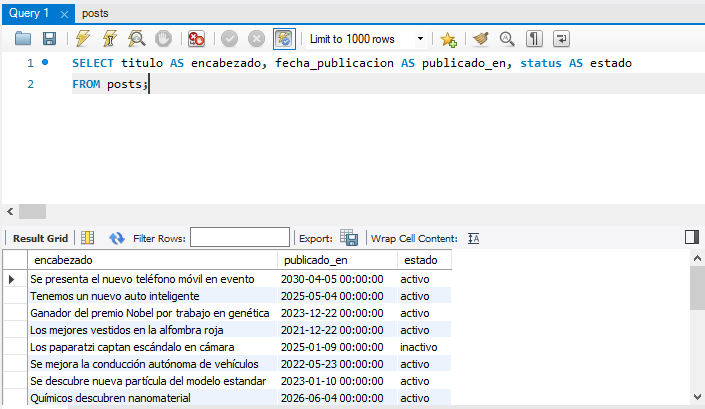 Query 1 posts
Limit to 1000 rows
1 SELECT titulo AS encabezado, fecha_publicacion AS publicado_en, status AS estado
2 FROM posts;
Result Grid Filter Rows: Export: Wrap Cell Content: IA
encabezado publicado_en estado
Se presenta el nuevo teléfono móvil en evento 2030-04-05 00:00:00 activo
Tenemos un nuevo auto inteligente 2025-05-04 00:00:00 activo
Ganador del premio Nobel por trabajo en genética 2023-12-22 00:00:00 activo
Los mejores vestidos en la alfombra roja 2021-12-22 00:00:00 activo
Los paparatzi captan escándalo en cámara 2025-01-09 00:00:00 inactivo
Se mejora la conducción autónoma de vehículos 2022-05-23 00:00:00 activo
Se descubre nueva partícula del modelo estandar 2023-01-10 00:00:00 activo
Químicos descubren nanomaterial 2026-06-04 00:00:00 activo